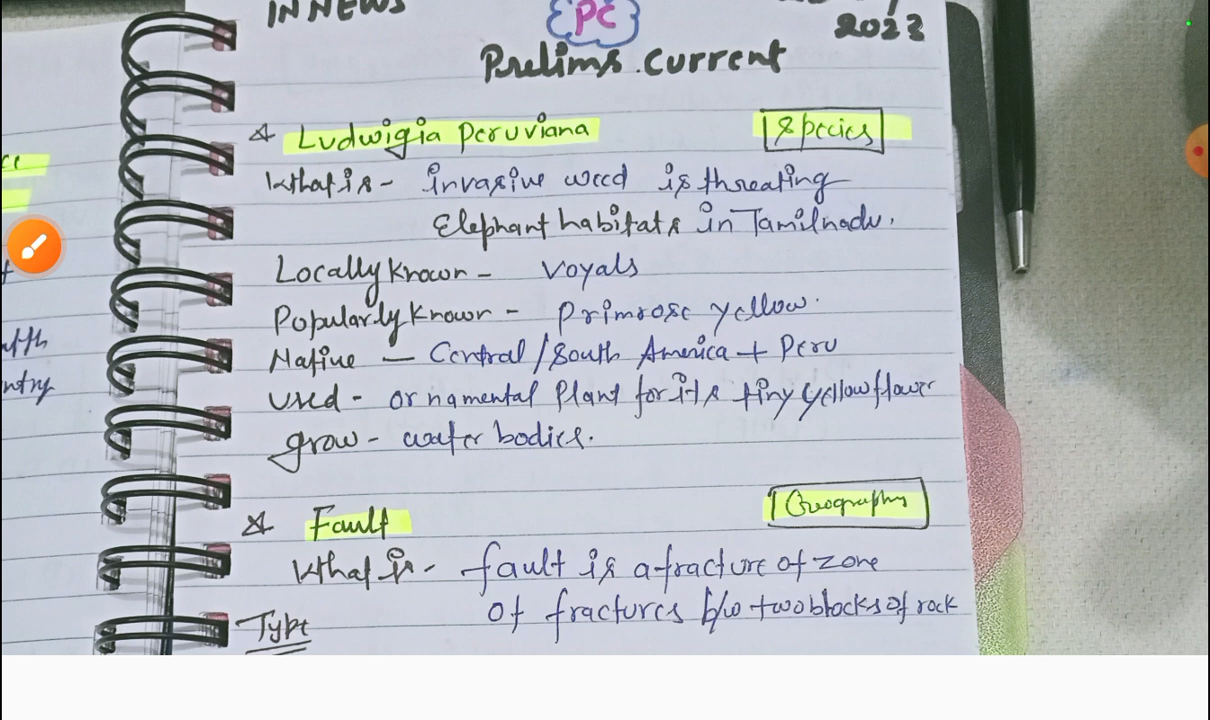 IN NEWS
PC
2023
Prelims Current
Ludwigia Peruviana
Species
What is - invasive weed is threating
Elephant habitats in Tamilnadu.
Locally Known - Voyals
Popularly Known - Primrose yellow.
Native - Central/South America + Peru
Used - ornamental Plant for its tiny yellow flower
grow - water bodies.
Fault
Geography
What is - fault is a fracture of zone
of fractures b/w two blocks of rock
Type